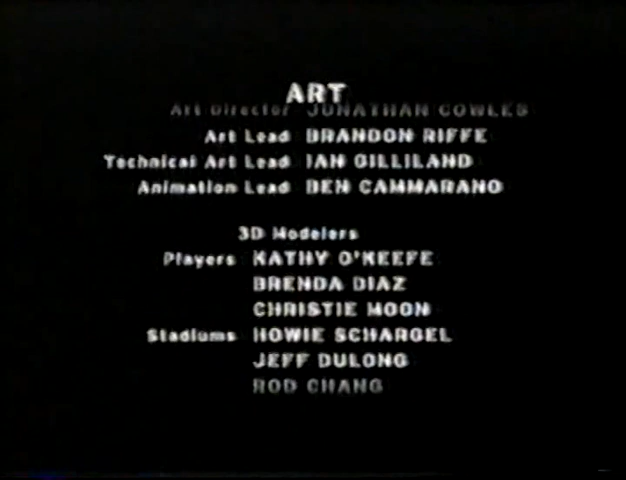 ART
Art Director JONATHAN COWLES
Art Lead BRANDON RIFFE
Technical Art Lead IAN GILLILAND
Animation Lead BEN CAMMARANO
3D Modelers
Players KATHY O'KEEFE
BRENDA DIAZ
CHRISTIE MOON
Stadiums HOWIE SCHARGEL
JEFF DULONG
ROD CHANG